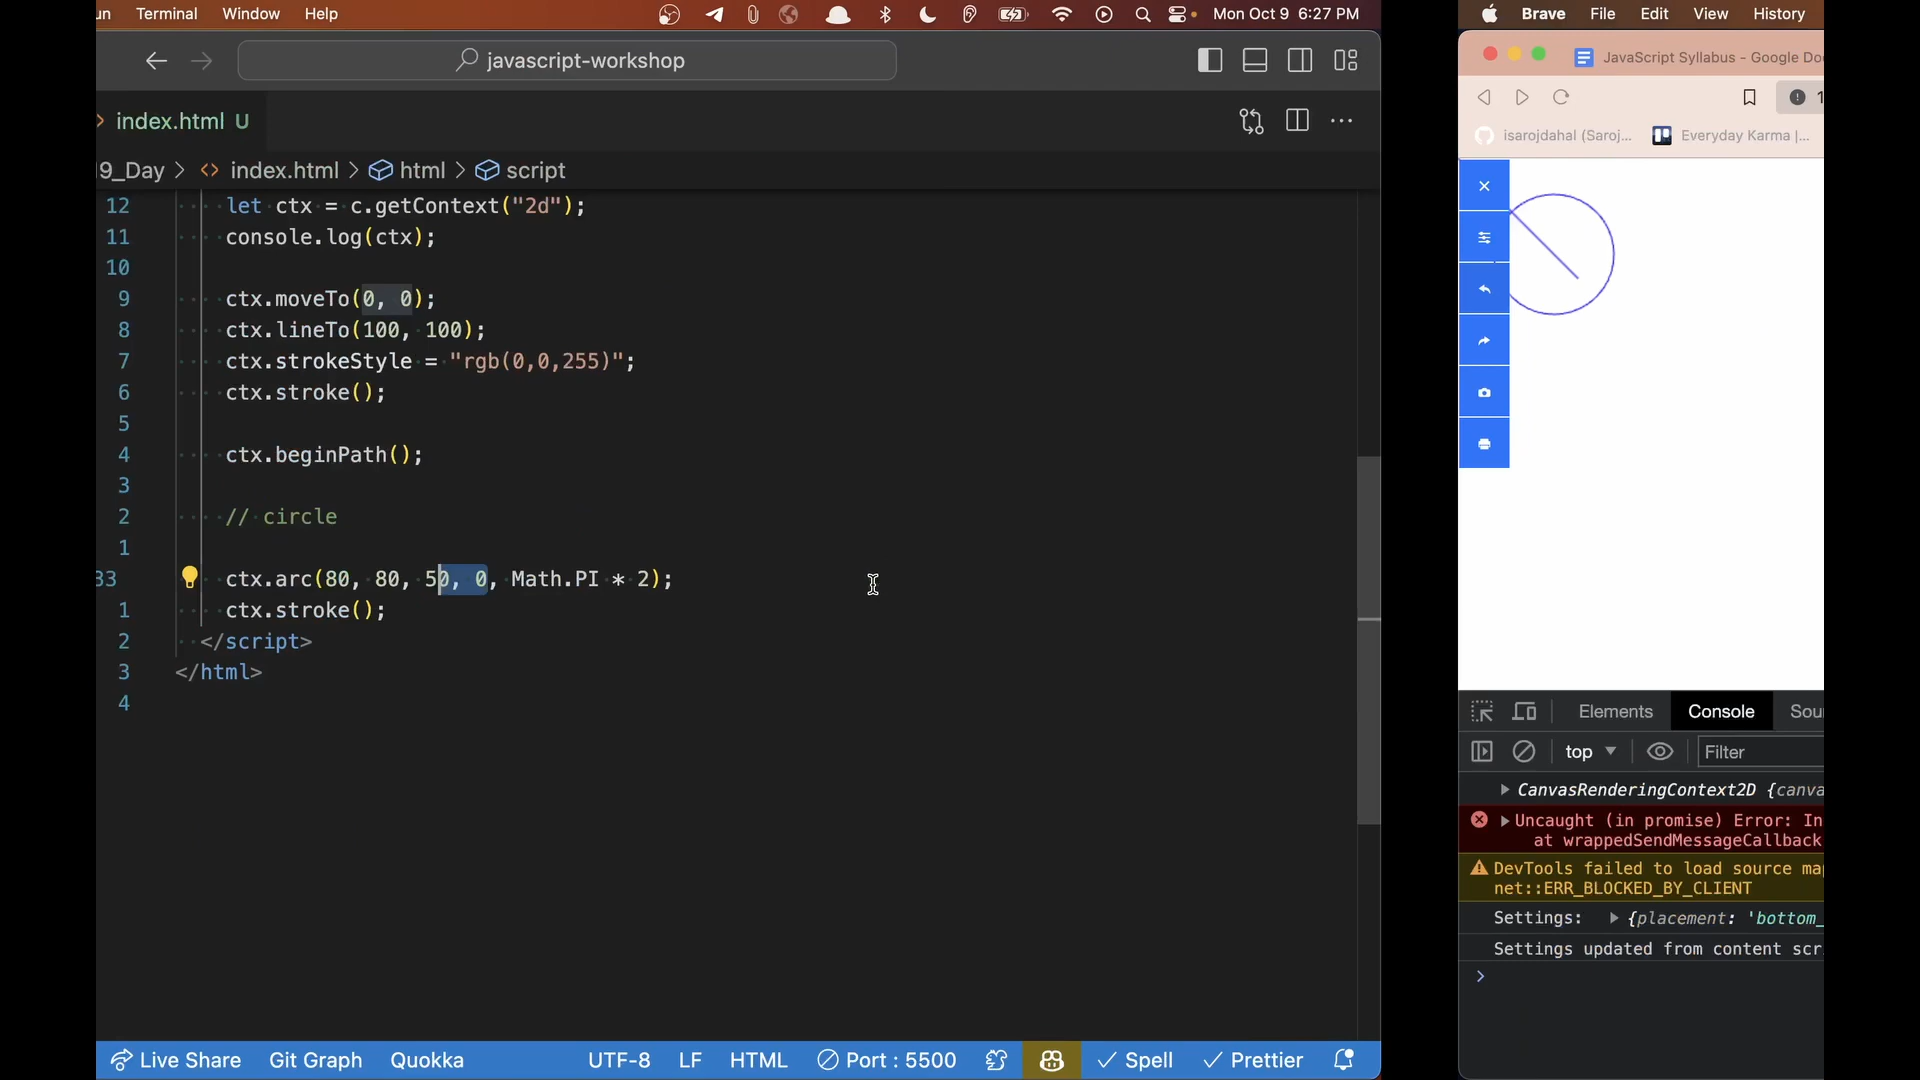 un Terminal Window Help Mon Oct 9 6:27 PM
javascript-workshop
index.html U
19_Day > <> index.html > html > script
12 let ctx = c.getContext("2d");
11 console.log(ctx);
10
9 ctx.moveTo(0, 0);
8 ctx.lineTo(100, 100);
7 ctx.strokeStyle = "rgb(0,0,255)";
6 ctx.stroke();
5
4 ctx.beginPath();
3
2 // circle
1
33 ctx.arc(80, 80, 50, 0, Math.PI * 2);
1 ctx.stroke();
2 </script>
3 </html>
4
Live Share Git Graph Quokka UTF-8 LF HTML Port : 5500 Spell Prettier
Brave File Edit View History
JavaScript Syllabus - Google Do
1
isarojdahal (Saroj... Everyday Karma |...
Elements Console Sou
top Filter
CanvasRenderingContext2D {canva
Uncaught (in promise) Error: In
at wrappedSendMessageCallback
DevTools failed to load source ma
net::ERR_BLOCKED_BY_CLIENT
Settings: {placement: 'bottom_
Settings updated from content scr
>